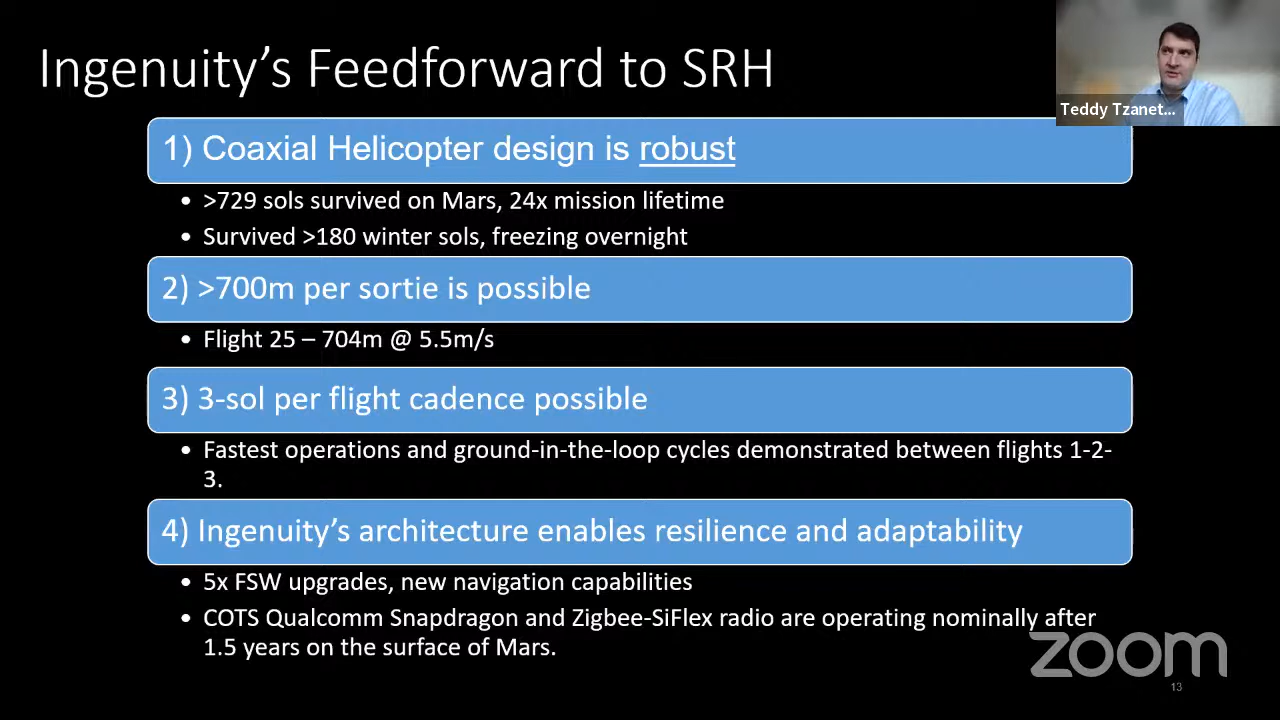 Ingenuity's Feedforward to SRH
Teddy Tzanet...
1) Coaxial Helicopter design is robust
• >729 sols survived on Mars, 24x mission lifetime
• Survived >180 winter sols, freezing overnight
2) >700m per sortie is possible
• Flight 25 – 704m @ 5.5m/s
3) 3-sol per flight cadence possible
• Fastest operations and ground-in-the-loop cycles demonstrated between flights 1-2-
3.
4) Ingenuity's architecture enables resilience and adaptability
• 5x FSW upgrades, new navigation capabilities
• COTS Qualcomm Snapdragon and Zigbee-SiFlex radio are operating nominally after
1.5 years on the surface of Mars.
zoom
13